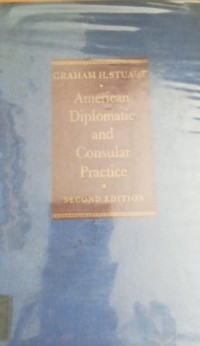 GRAHAM H. STUART
American
Diplomatic
and
Consular
Practice
SECOND EDITION